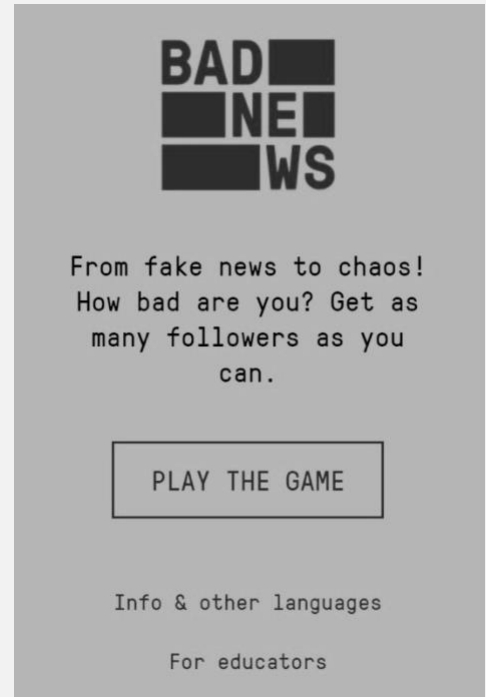 BAD
NE
WS
From fake news to chaos!
How bad are you? Get as
many followers as you
can.
PLAY THE GAME
Info & other languages
For educators